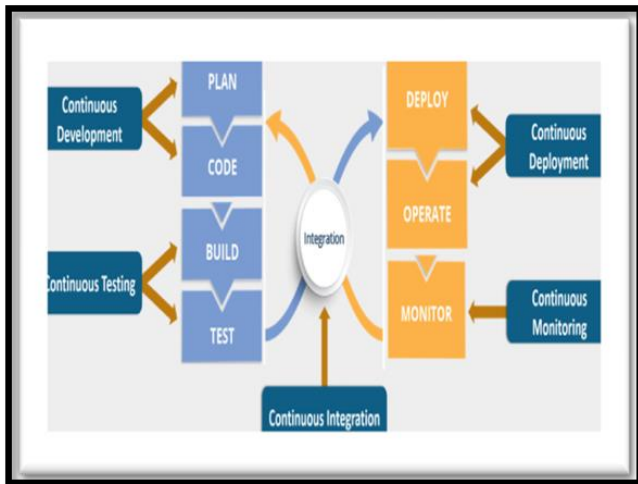 PLAN
CODE
BUILD
TEST
Continuous
Development
Continuous Testing
Integration
Continuous Integration
DEPLOY
OPERATE
MONITOR
Continuous
Deployment
Continuous
Monitoring